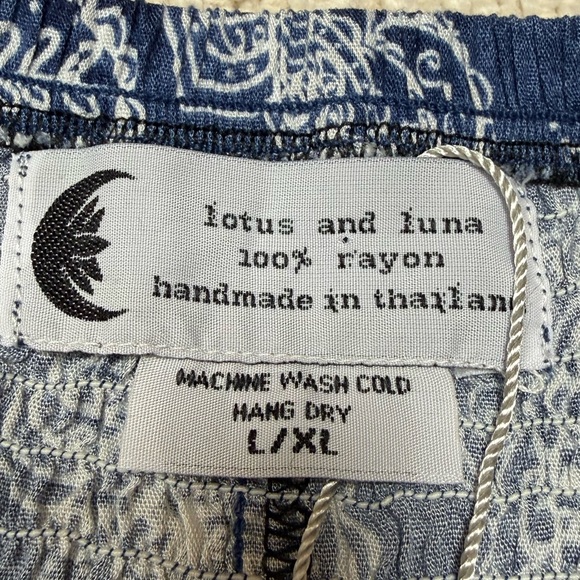 lotus and luna
100% rayon
handmade in thailand
MACHINE WASH COLD
HANG DRY
L/XL